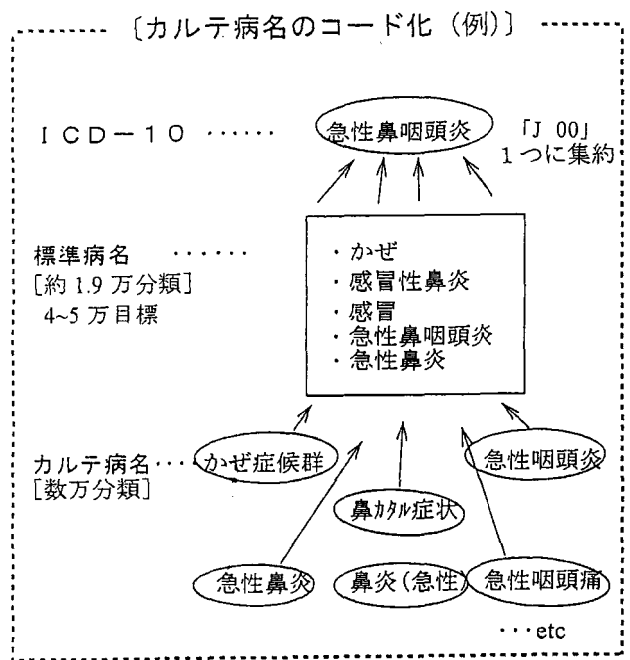 ［カルテ病名のコード化（例）］
ＩＣＤ－１０ ‥‥‥ 急性鼻咽頭炎 「J 00」
1つに集約
標準病名 ‥‥‥
［約1.9万分類］
4~5万目標
・かぜ
・感冒性鼻炎
・感冒
・急性鼻咽頭炎
・急性鼻炎
カルテ病名‥‥ かぜ症候群 急性咽頭炎
［数万分類］
鼻ｶﾀﾙ症状
急性鼻炎 鼻炎(急性) 急性咽頭痛
…etc